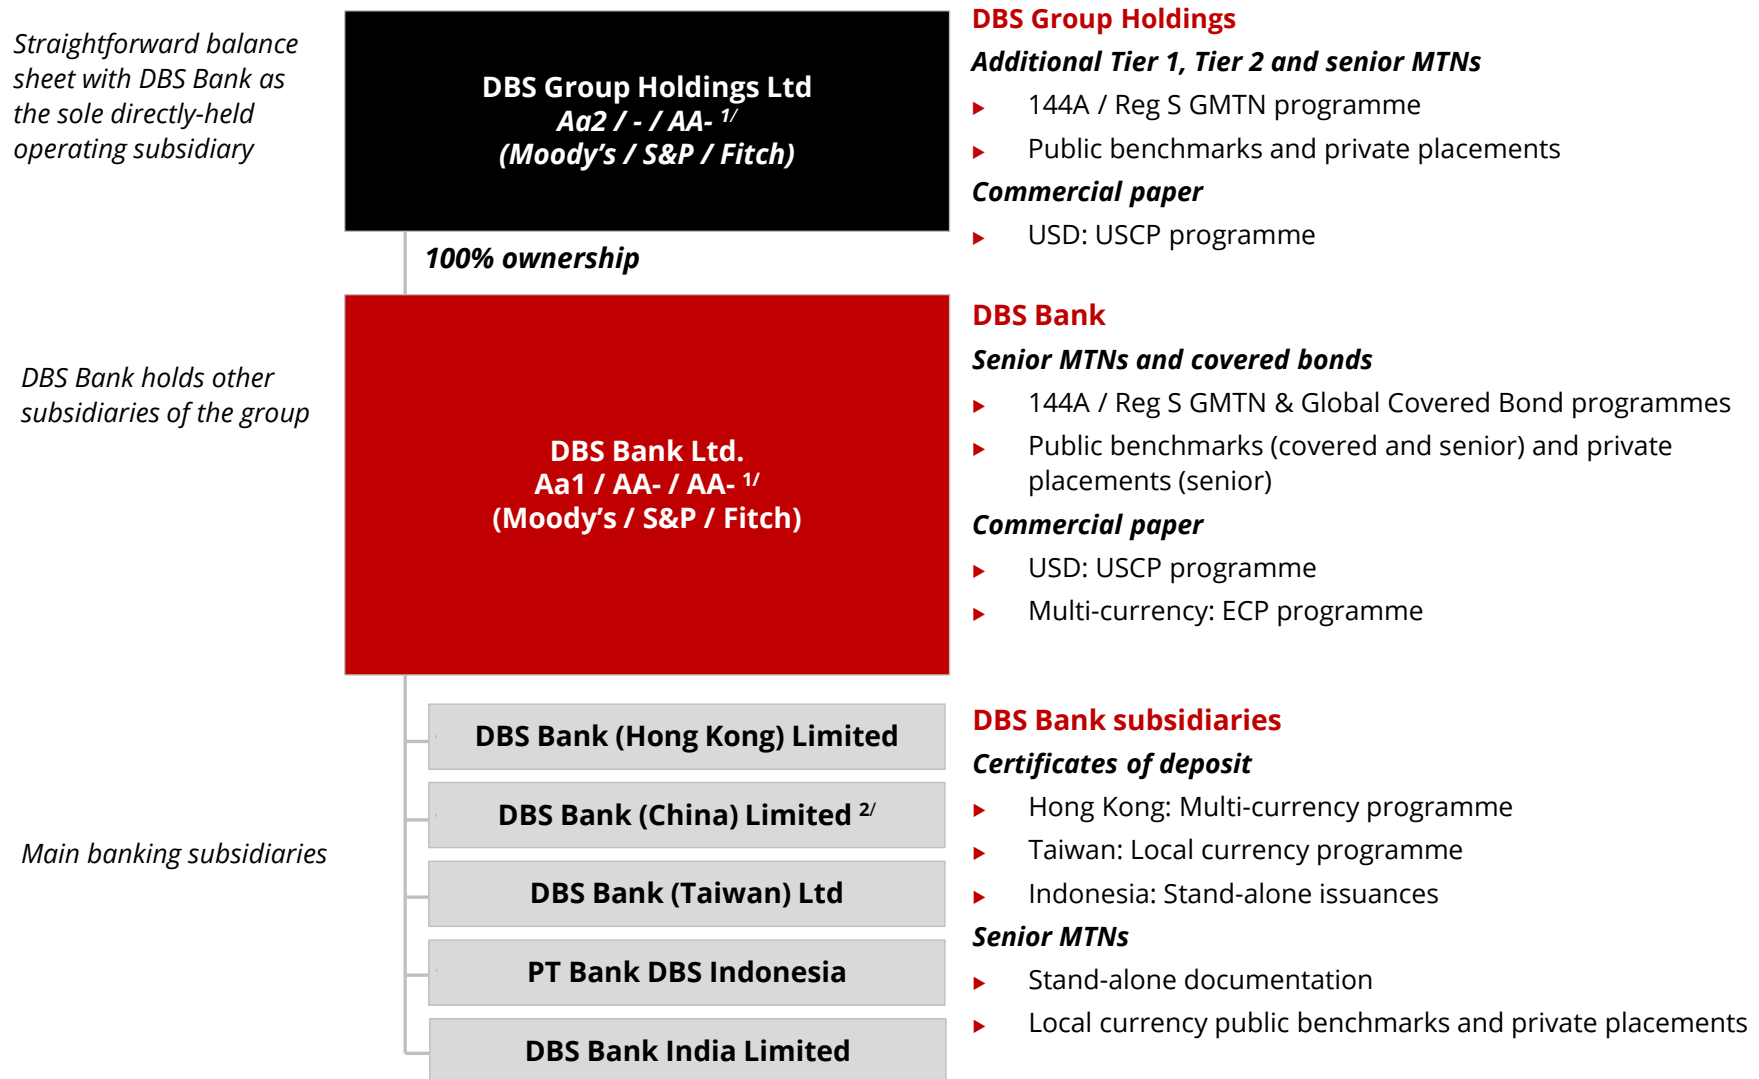 Straightforward balance
sheet with DBS Bank as
the sole directly-held
operating subsidiary
DBS Group Holdings Ltd
Aa2 / - / AA- 1/
(Moody’s / S&P / Fitch)
DBS Group Holdings
Additional Tier 1, Tier 2 and senior MTNs
► 144A / Reg S GMTN programme
► Public benchmarks and private placements
Commercial paper
► USD: USCP programme
100% ownership
DBS Bank holds other
subsidiaries of the group
DBS Bank Ltd.
Aa1 / AA- / AA- 1/
(Moody’s / S&P / Fitch)
DBS Bank
Senior MTNs and covered bonds
► 144A / Reg S GMTN & Global Covered Bond programmes
► Public benchmarks (covered and senior) and private
placements (senior)
Commercial paper
► USD: USCP programme
► Multi-currency: ECP programme
Main banking subsidiaries
DBS Bank (Hong Kong) Limited
DBS Bank (China) Limited 2/
DBS Bank (Taiwan) Ltd
PT Bank DBS Indonesia
DBS Bank India Limited
DBS Bank subsidiaries
Certificates of deposit
► Hong Kong: Multi-currency programme
► Taiwan: Local currency programme
► Indonesia: Stand-alone issuances
Senior MTNs
► Stand-alone documentation
► Local currency public benchmarks and private placements